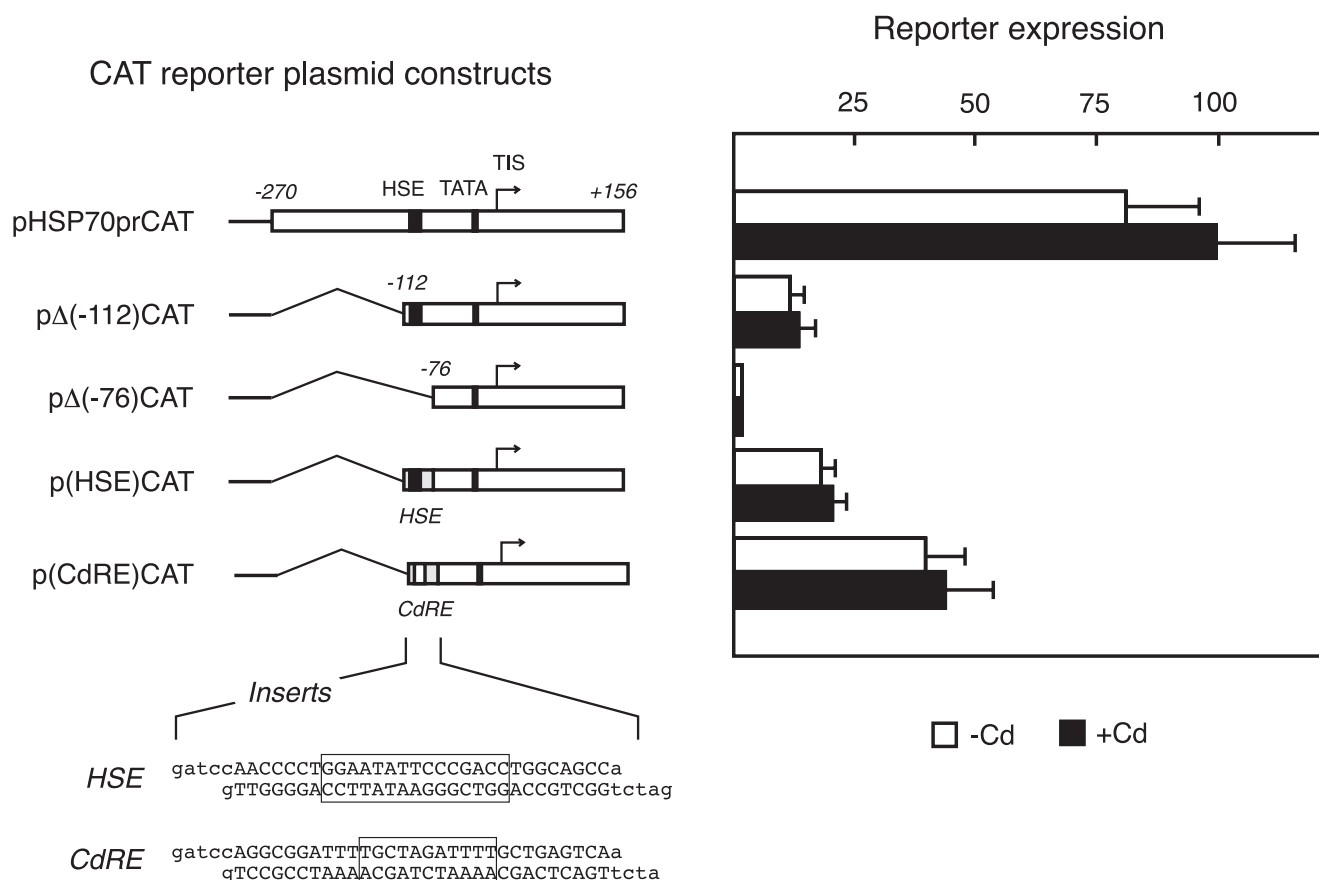 Reporter expression
CAT reporter plasmid constructs
25 50 75 100
TIS
-270 HSE TATA +156
pHSP70prCAT
-112
pΔ(-112)CAT
-76
pΔ(-76)CAT
p(HSE)CAT
HSE
p(CdRE)CAT
CdRE
Inserts
-Cd +Cd
HSE gatccAACCCCTGGAATATTCCCGACCTGGCAGCCa
gTTGGGGACCTTATAAGGGCTGGACCGTCGGtctag
CdRE gatccAGGCGGATTTTGCTAGATTTTGCTGAGTCAa
gTCCGCCTAAAACGATCTAAAACGACTCAGTtcta